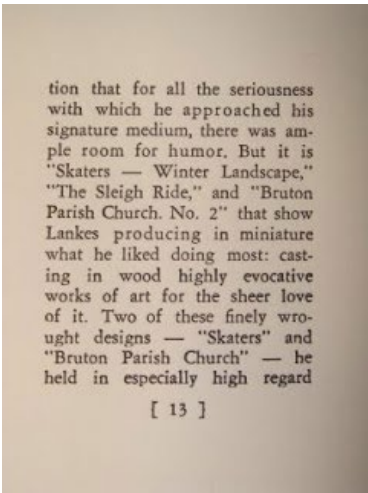 tion that for all the seriousness
with which he approached his
signature medium, there was am-
ple room for humor. But it is
"Skaters — Winter Landscape,"
"The Sleigh Ride," and "Bruton
Parish Church. No. 2" that show
Lankes producing in miniature
what he liked doing most: cast-
ing in wood highly evocative
works of art for the sheer love
of it. Two of these finely wro-
ught designs — "Skaters" and
"Bruton Parish Church" — he
held in especially high regard
[ 13 ]